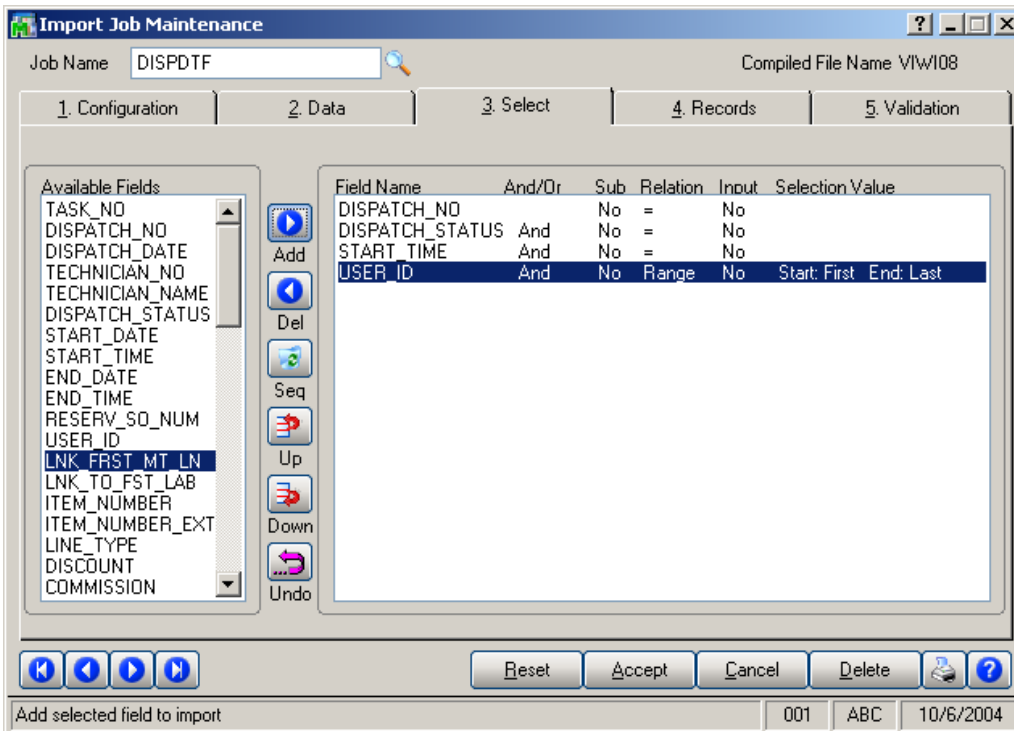 Import Job Maintenance
Job Name DISPDTF Compiled File Name VIWI08
1. Configuration 2. Data 3. Select 4. Records 5. Validation
Available Fields
TASK_NO
DISPATCH_NO
DISPATCH_DATE
TECHNICIAN_NO
TECHNICIAN_NAME
DISPATCH_STATUS
START_DATE
START_TIME
END_DATE
END_TIME
RESERV_SO_NUM
USER_ID
LNK_FRST_MT_LN
LNK_TO_FST_LAB
ITEM_NUMBER
ITEM_NUMBER_EXT
LINE_TYPE
DISCOUNT
COMMISSION
Add
Del
Seq
Up
Down
Undo
Field Name And/Or Sub Relation Input Selection Value
DISPATCH_NO No = No
DISPATCH_STATUS And No = No
START_TIME And No = No
USER_ID And No Range No Start: First End: Last
Reset Accept Cancel Delete
Add selected field to import 001 ABC 10/6/2004